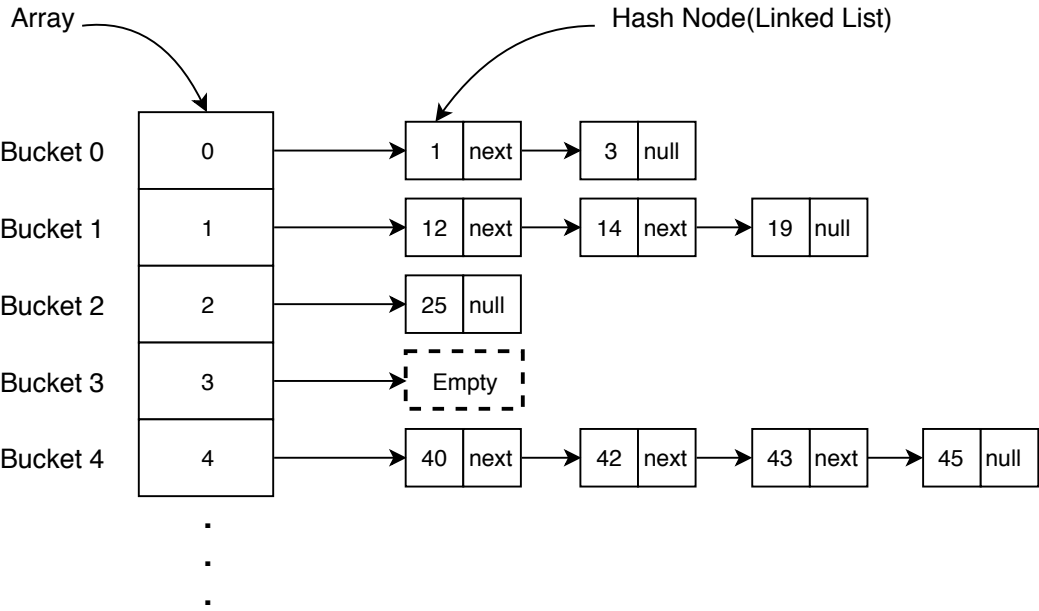 Array
Hash Node(Linked List)
Bucket 0 0 1 next 3 null
Bucket 1 1 12 next 14 next 19 null
Bucket 2 2 25 null
Bucket 3 3 Empty
Bucket 4 4 40 next 42 next 43 next 45 null
.
.
.